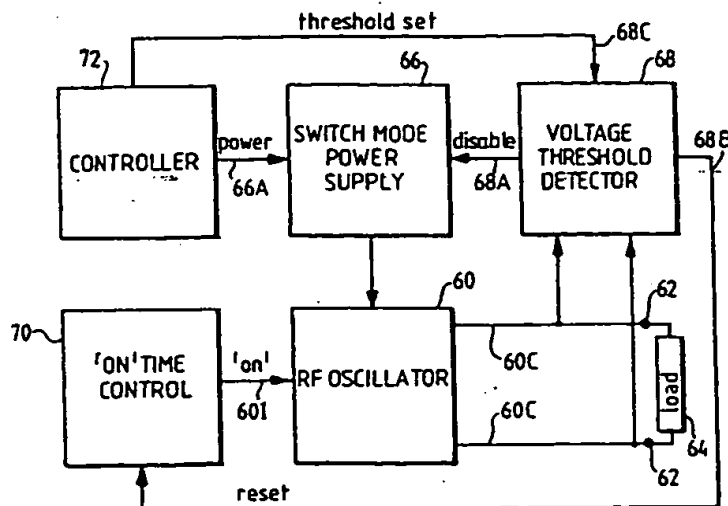 threshold set
68C
72
66
68
CONTROLLER
power
66A
SWITCH MODE
POWER
SUPPLY
disable
68A
VOLTAGE
THRESHOLD
DETECTOR
68B
70
'ON' TIME
CONTROL
'on'
60I
60
RF OSCILLATOR
60C
60C
62
load
64
62
reset